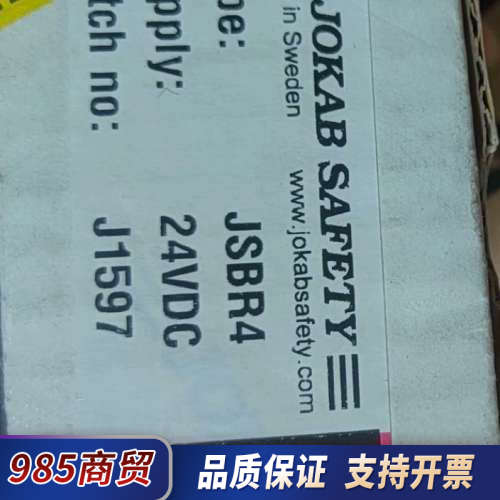 JOKAB SAFETY
in Sweden www.jokabsafety.com
pe: JSBR4
pply: 24VDC
tch no: J1597
985商贸
品质保证 支持开票